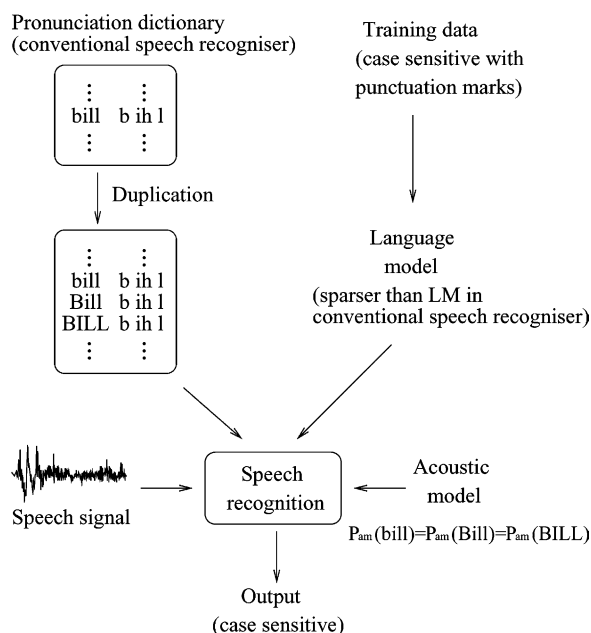 Pronunciation dictionary
(conventional speech recogniser)
⋮ ⋮
bill b ih l
⋮ ⋮
Duplication
⋮ ⋮
bill b ih l
Bill b ih l
BILL b ih l
⋮ ⋮
Training data
(case sensitive with
punctuation marks)
Language
model
(sparser than LM in
conventional speech recogniser)
Speech signal
Speech
recognition
Acoustic
model
Pam(bill)=Pam(Bill)=Pam(BILL)
Output
(case sensitive)